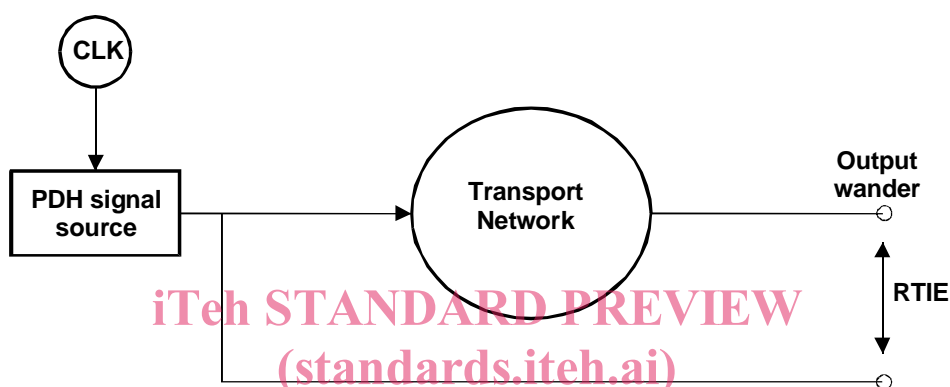 CLK
PDH signal
source
Transport
Network
Output
wander
RTIE
iTeh STANDARD PREVIEW
(standards.iteh.ai)